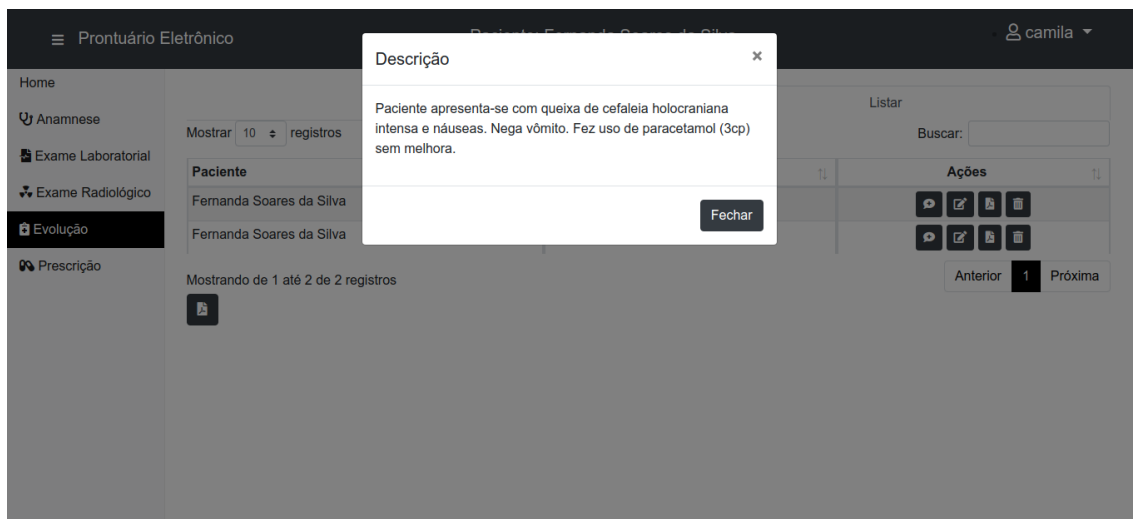 Prontuário Eletrônico
camila
Descrição
×
Paciente apresenta-se com queixa de cefaleia holocraniana
intensa e náuseas. Nega vômito. Fez uso de paracetamol (3cp)
sem melhora.
Fechar
Home
Anamnese
Exame Laboratorial
Exame Radiológico
Evolução
Prescrição
Listar
Mostrar 10 registros
Buscar:
Paciente
Ações
Fernanda Soares da Silva
Fernanda Soares da Silva
Mostrando de 1 até 2 de 2 registros
Anterior 1 Próxima